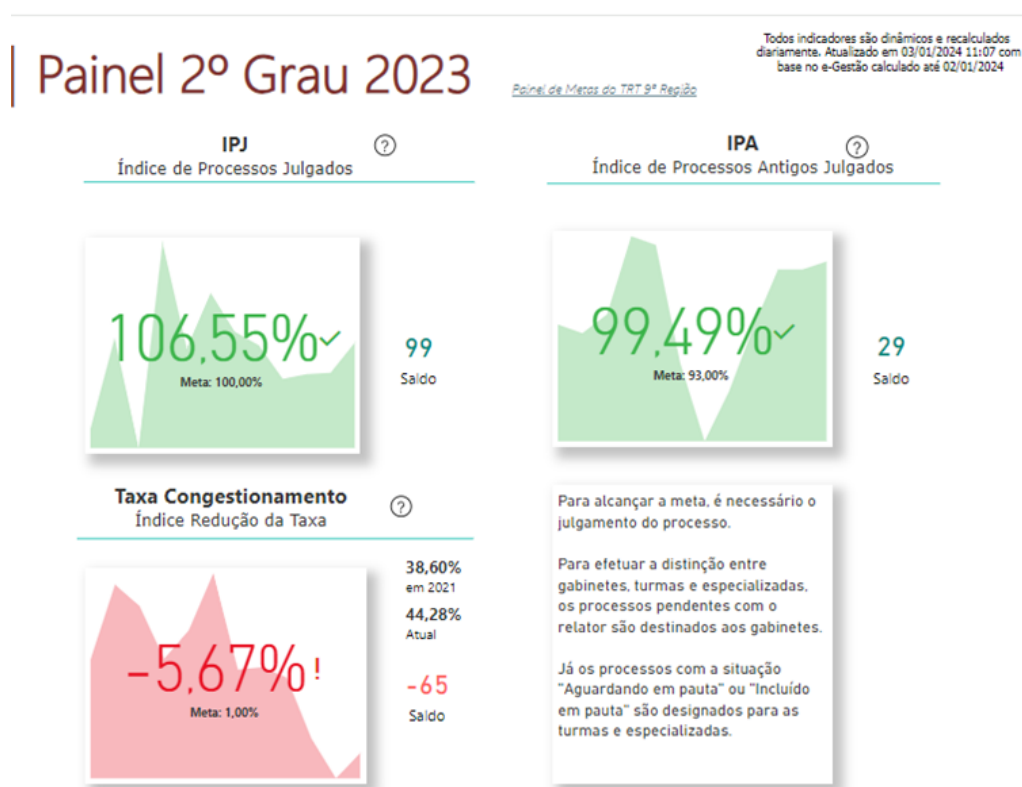 Todos indicadores são dinâmicos e recalculados
diariamente. Atualizado em 03/01/2024 11:07 com
base no e-Gestão calculado até 02/01/2024
Painel 2º Grau 2023
Painel de Metas do TRT 9ª Região
IPJ
?
Índice de Processos Julgados
IPA
?
Índice de Processos Antigos Julgados
106,55%
Meta: 100,00%
99
Saldo
99,49%
Meta: 93,00%
29
Saldo
Taxa Congestionamento
?
Índice Redução da Taxa
-5,67%!
Meta: 1,00%
38,60%
em 2021
44,28%
Atual
-65
Saldo
Para alcançar a meta, é necessário o
julgamento do processo.
Para efetuar a distinção entre
gabinetes, turmas e especializadas,
os processos pendentes com o
relator são destinados aos gabinetes.
Já os processos com a situação
"Aguardando em pauta" ou "Incluído
em pauta" são designados para as
turmas e especializadas.